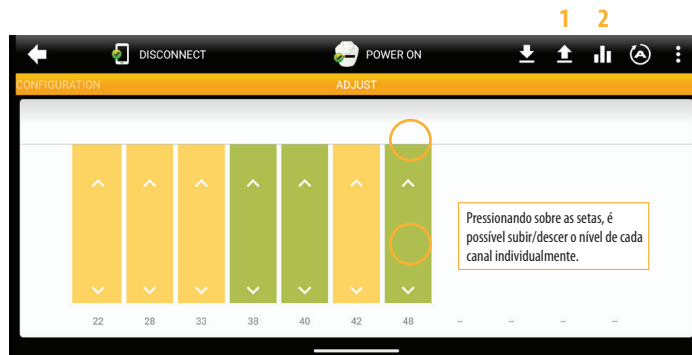 1 2
DISCONNECT POWER ON
CONFIGURATION ADJUST
Pressionando sobre as setas, é
possível subir/descer o nível de cada
canal individualmente.
22 28 33 38 40 42 48 -- -- -- --